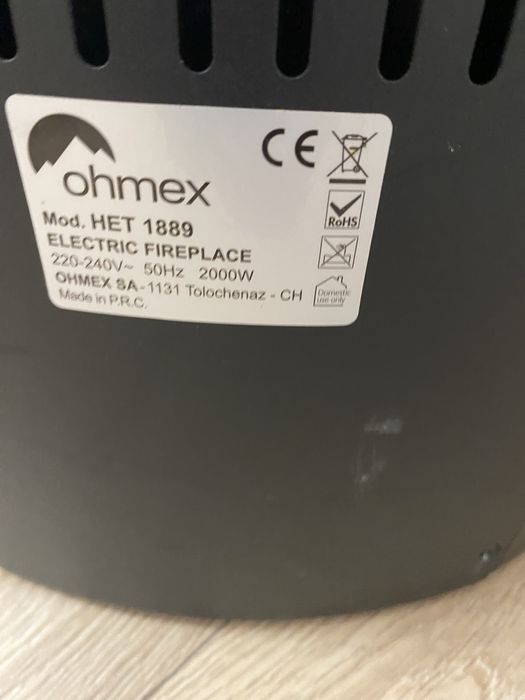 ohmex
CE
Mod. HET 1889
RoHS
ELECTRIC FIREPLACE
220-240V~ 50Hz 2000W
OHMEX SA-1131 Tolochenaz - CH
Domestic
use only
Made in P.R.C.